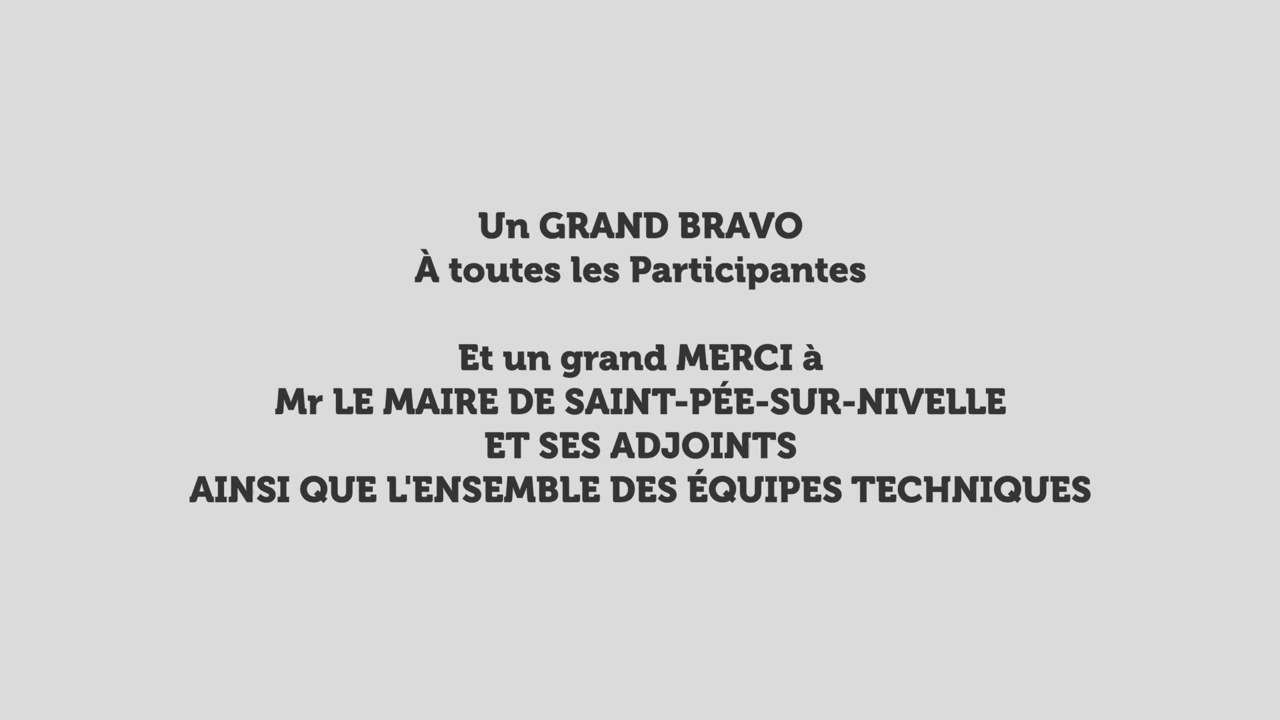 Un GRAND BRAVO
À toutes les Participantes
Et un grand MERCI à
Mr LE MAIRE DE SAINT-PÉE-SUR-NIVELLE
ET SES ADJOINTS
AINSI QUE L'ENSEMBLE DES ÉQUIPES TECHNIQUES